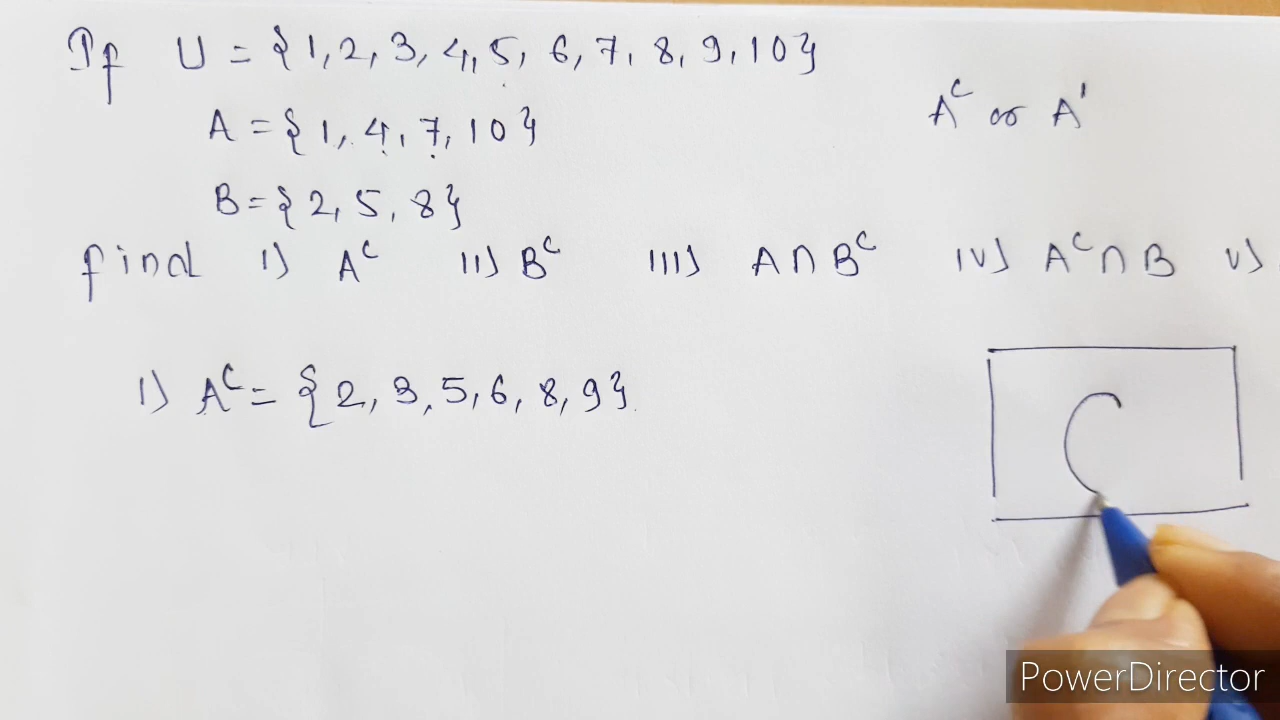 If U = {1, 2, 3, 4, 5, 6, 7, 8, 9, 10}
A = {1, 4, 7, 10}
A^c or A'
B = {2, 5, 8}
find i) A^c ii) B^c iii) A ∩ B^c iv) A^c ∩ B v)
i) A^c = {2, 3, 5, 6, 8, 9}
PowerDirector